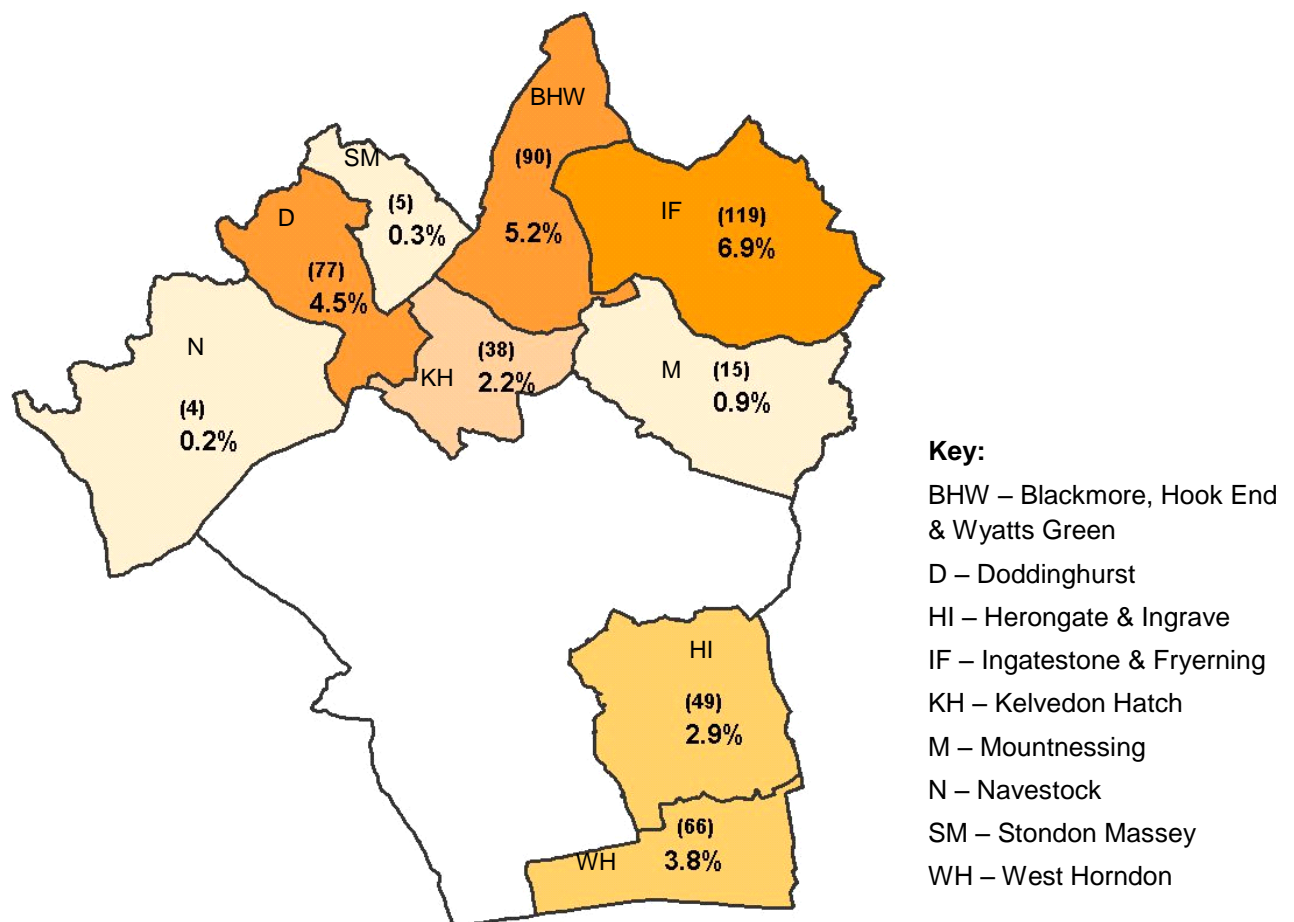 BHW
(90)
5.2%
SM
(5)
0.3%
IF
(119)
6.9%
D
(77)
4.5%
N
(4)
0.2%
KH
(38)
2.2%
M
(15)
0.9%
HI
(49)
2.9%
WH
(66)
3.8%
Key:
BHW – Blackmore, Hook End
& Wyatts Green
D – Doddinghurst
HI – Herongate & Ingrave
IF – Ingatestone & Fryerning
KH – Kelvedon Hatch
M – Mountnessing
N – Navestock
SM – Stondon Massey
WH – West Horndon